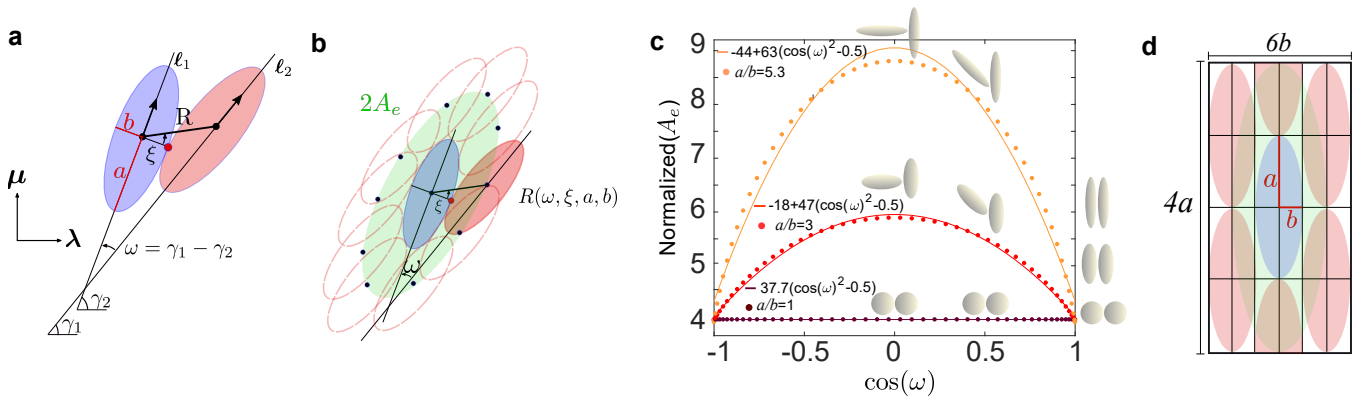 a
ℓ₁
ℓ₂
b
R
ξ
a
μ
λ
ω = γ₁ − γ₂
γ₂
γ₁
b
2Aₑ
ξ
R(ω, ξ, a, b)
ω
c
Normalized(Aₑ)
9
8
7
6
5
4
-44+63(cos(ω)²-0.5)
a/b=5.3
-18+47(cos(ω)²-0.5)
a/b=3
37.7(cos(ω)²-0.5)
a/b=1
-1
-0.5
0
0.5
1
cos(ω)
d
6b
4a
a
b